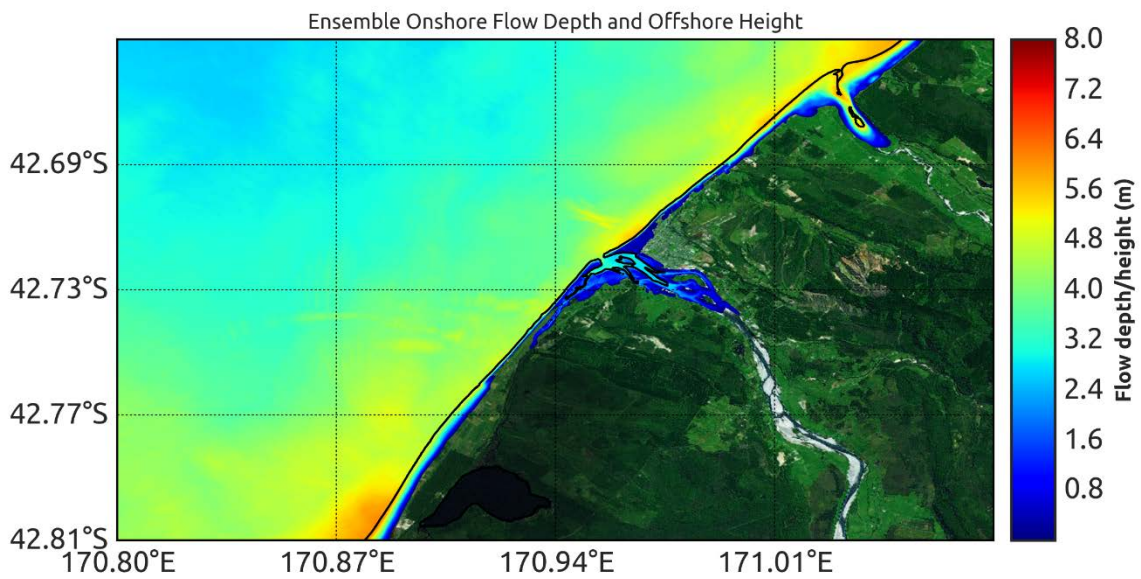 Ensemble Onshore Flow Depth and Offshore Height
42.69°S
42.73°S
42.77°S
42.81°S
170.80°E
170.87°E
170.94°E
171.01°E
8.0
7.2
6.4
5.6
4.8
4.0
3.2
2.4
1.6
0.8
Flow depth/height (m)